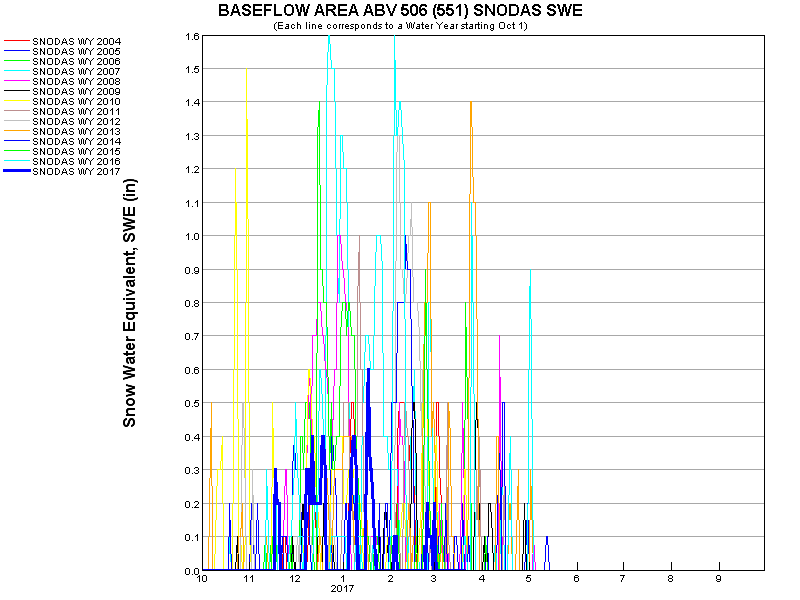 BASEFLOW AREA ABV 506 (551) SNODAS SWE
(Each line corresponds to a Water Year starting Oct 1)
SNODAS WY 2004
SNODAS WY 2005
SNODAS WY 2006
SNODAS WY 2007
SNODAS WY 2008
SNODAS WY 2009
SNODAS WY 2010
SNODAS WY 2011
SNODAS WY 2012
SNODAS WY 2013
SNODAS WY 2014
SNODAS WY 2015
SNODAS WY 2016
SNODAS WY 2017
Snow Water Equivalent, SWE (in)
1.6
1.5
1.4
1.3
1.2
1.1
1.0
0.9
0.8
0.7
0.6
0.5
0.4
0.3
0.2
0.1
0.0
10 11 12 1 2 3 4 5 6 7 8 9
2017